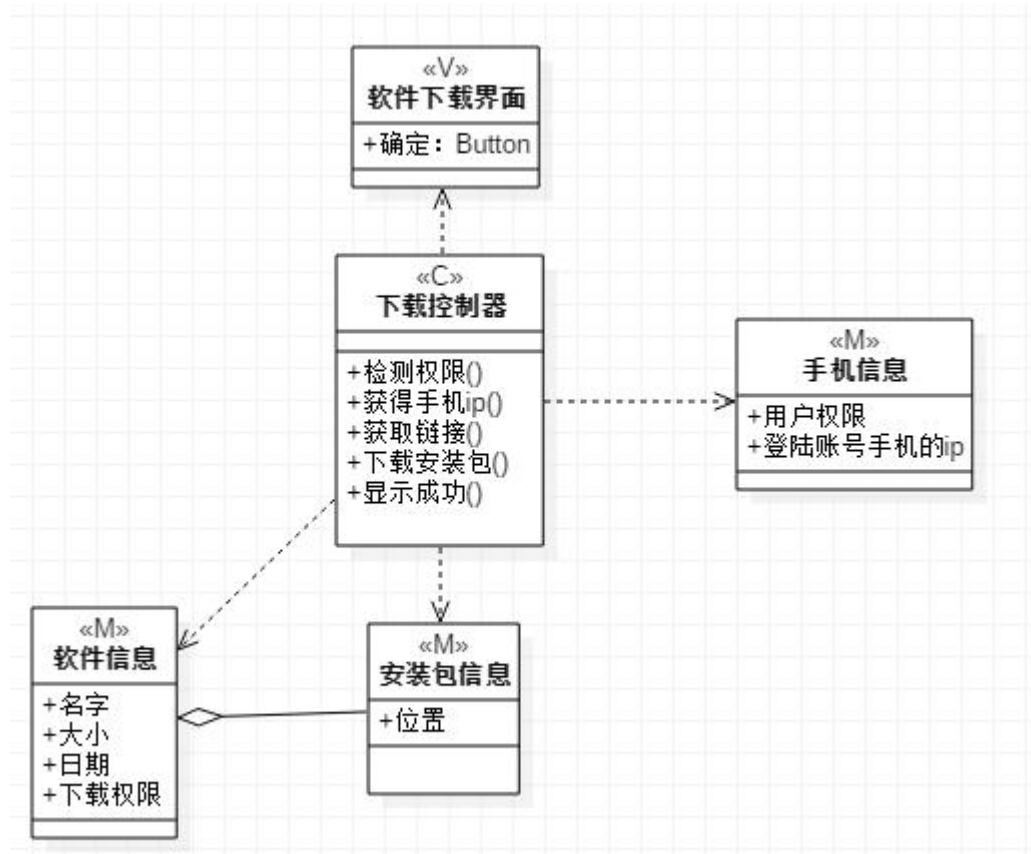 «V»
软件下载界面
+确定：Button
«C»
下载控制器
+检测权限()
+获得手机ip()
+获取链接()
+下载安装包()
+显示成功()
«M»
手机信息
+用户权限
+登陆账号手机的ip
«M»
软件信息
+名字
+大小
+日期
+下载权限
«M»
安装包信息
+位置